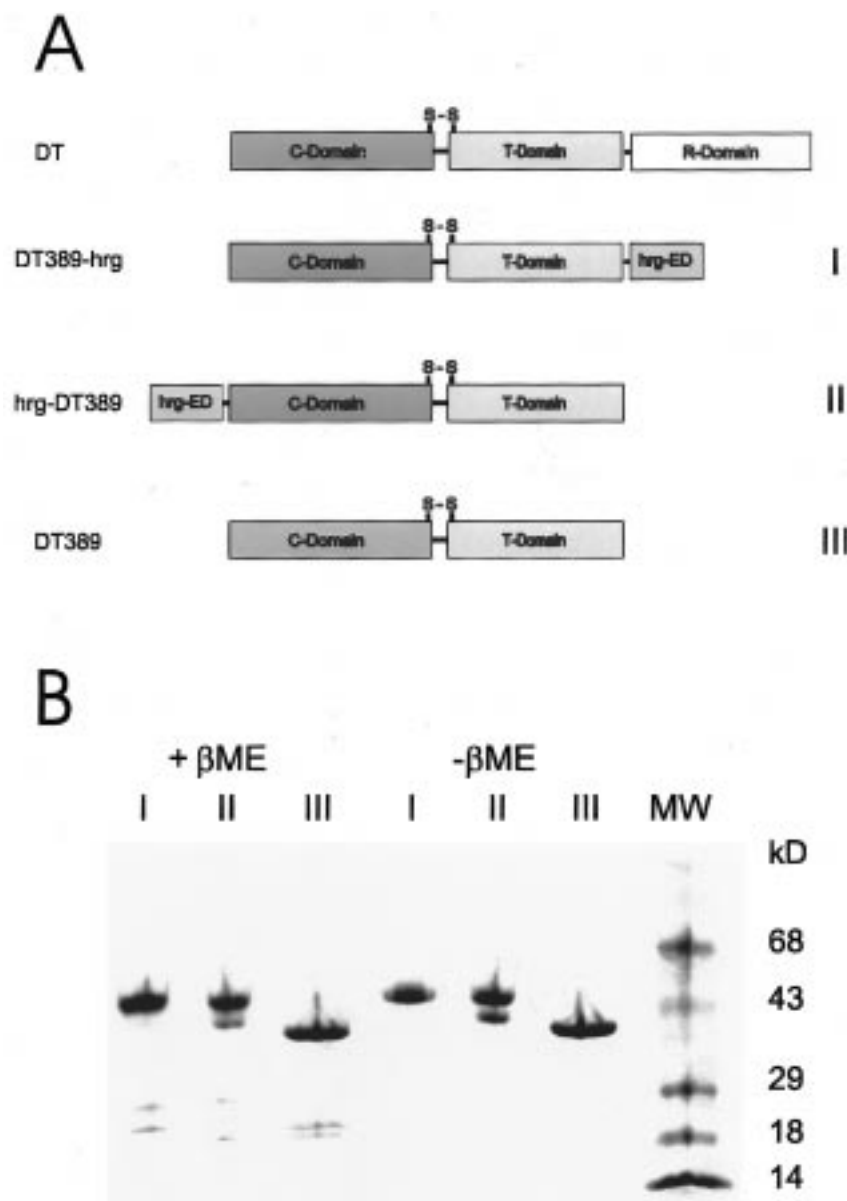 A
S-S
DT C-Domain T-Domain R-Domain
S-S
DT389-hrg C-Domain T-Domain hrg-ED I
S-S
hrg-DT389 hrg-ED C-Domain T-Domain II
S-S
DT389 C-Domain T-Domain III
B
+ βME -βME
I II III I II III MW
kD
68
43
29
18
14